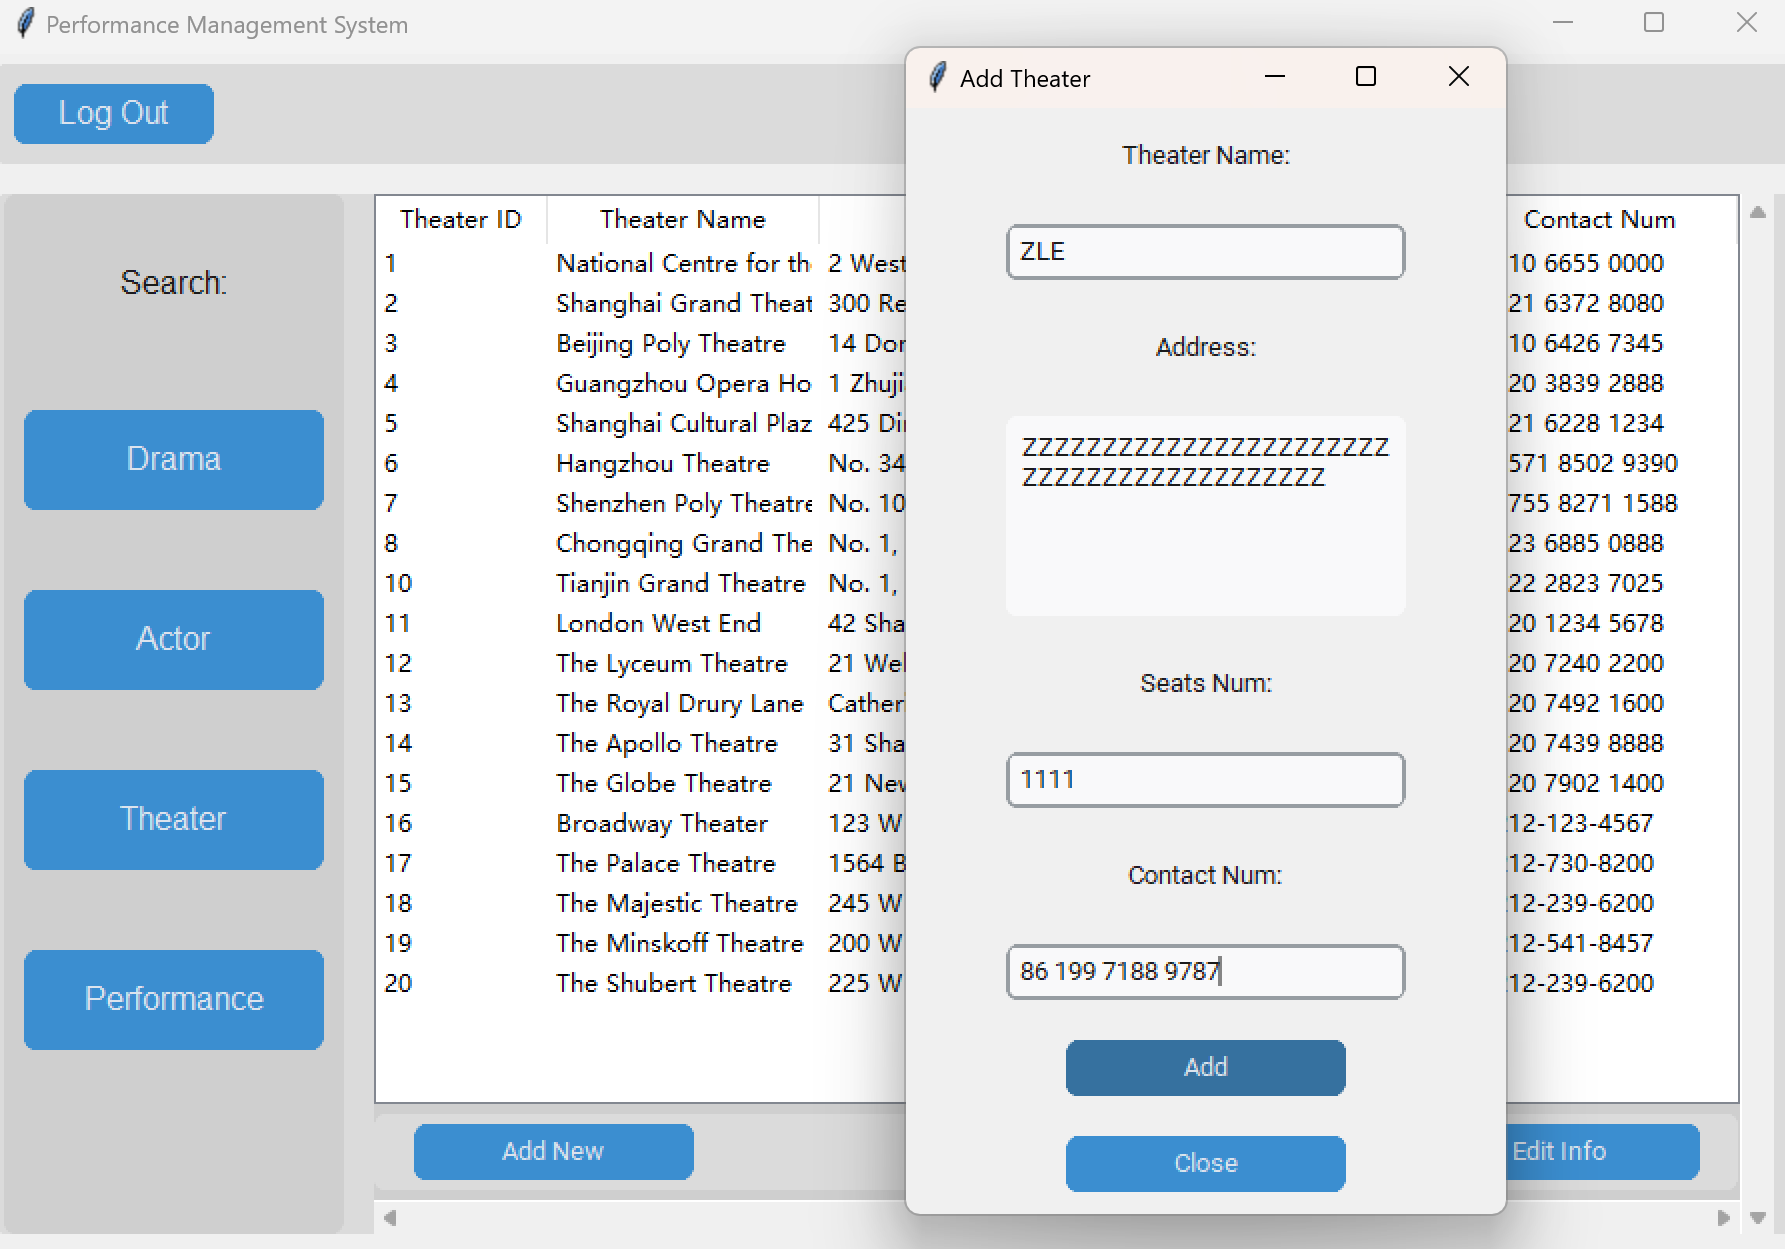 Performance Management System
Log Out
Search:
Drama
Actor
Theater
Performance
Theater ID Theater Name Contact Num
1 National Centre for th 2 West 10 6655 0000
2 Shanghai Grand Theat 300 Re 21 6372 8080
3 Beijing Poly Theatre 14 Don 10 6426 7345
4 Guangzhou Opera Ho 1 Zhuji 20 3839 2888
5 Shanghai Cultural Plaz 425 Din 21 6228 1234
6 Hangzhou Theatre No. 34 571 8502 9390
7 Shenzhen Poly Theatre No. 10 755 8271 1588
8 Chongqing Grand The No. 1, 23 6885 0888
10 Tianjin Grand Theatre No. 1, 22 2823 7025
11 London West End 42 Sha 20 1234 5678
12 The Lyceum Theatre 21 Wel 20 7240 2200
13 The Royal Drury Lane Cather 20 7492 1600
14 The Apollo Theatre 31 Sha 20 7439 8888
15 The Globe Theatre 21 New 20 7902 1400
16 Broadway Theater 123 W 12-123-4567
17 The Palace Theatre 1564 B 12-730-8200
18 The Majestic Theatre 245 W 12-239-6200
19 The Minskoff Theatre 200 W 12-541-8457
20 The Shubert Theatre 225 W 12-239-6200
Add New
Edit Info
Add Theater
Theater Name:
ZLE
Address:
ZZZZZZZZZZZZZZZZZZZZZZZ
ZZZZZZZZZZZZZZZZZZZ
Seats Num:
1111
Contact Num:
86 199 7188 9787
Add
Close